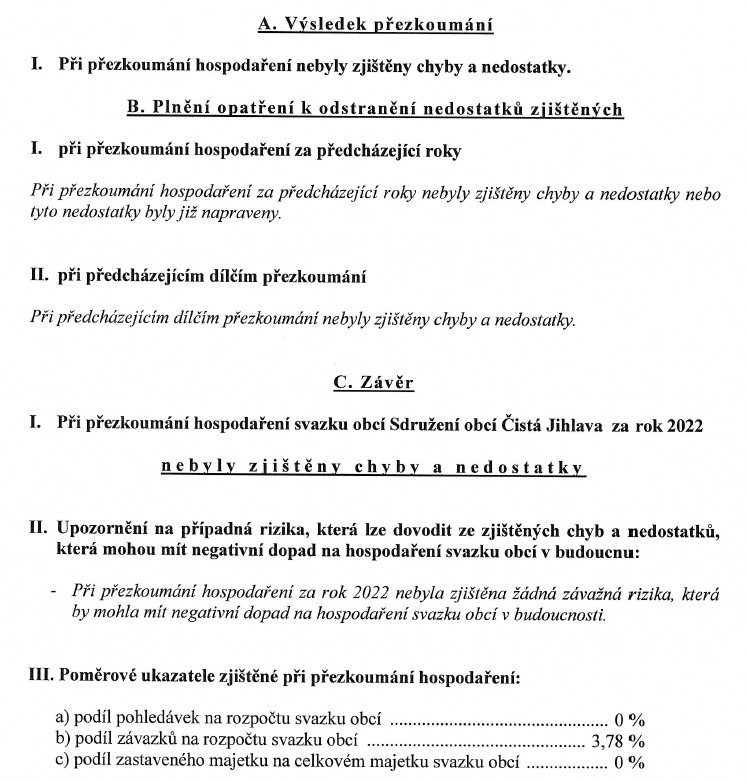 A. Výsledek přezkoumání
I. Při přezkoumání hospodaření nebyly zjištěny chyby a nedostatky.
B. Plnění opatření k odstranění nedostatků zjištěných
I. při přezkoumání hospodaření za předcházející roky
Při přezkoumání hospodaření za předcházející roky nebyly zjištěny chyby a nedostatky nebo
tyto nedostatky byly již napraveny.
II. při předcházejícím dílčím přezkoumání
Při předcházejícím dílčím přezkoumání nebyly zjištěny chyby a nedostatky.
C. Závěr
I. Při přezkoumání hospodaření svazku obcí Sdružení obcí Čistá Jihlava za rok 2022
nebyly zjištěny chyby a nedostatky
II. Upozornění na případná rizika, která lze dovodit ze zjištěných chyb a nedostatků,
která mohou mít negativní dopad na hospodaření svazku obcí v budoucnu:
- Při přezkoumání hospodaření za rok 2022 nebyla zjištěna žádná závažná rizika, která
by mohla mít negativní dopad na hospodaření svazku obcí v budoucnosti.
III. Poměrové ukazatele zjištěné při přezkoumání hospodaření:
a) podíl pohledávek na rozpočtu svazku obcí ................................................ 0 %
b) podíl závazků na rozpočtu svazku obcí ................................................ 3,78 %
c) podíl zastaveného majetku na celkovém majetku svazku obcí .................. 0 %